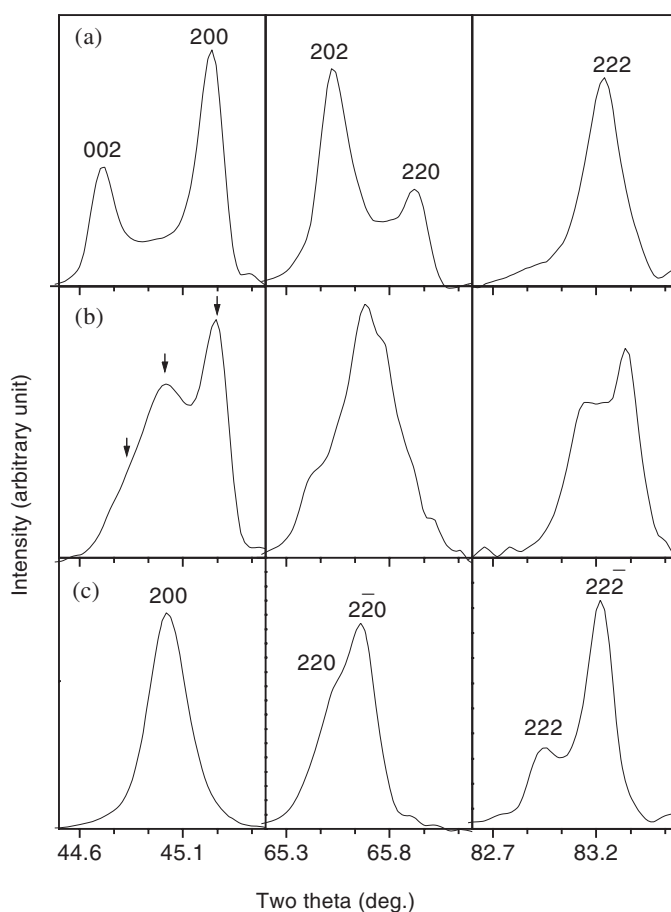 (a)
002
200
202
220
222
(b)
(c)
200
220
22̄0
222
222̄
44.6 45.1 65.3 65.8 82.7 83.2
Two theta (deg.)
Intensity (arbitrary unit)